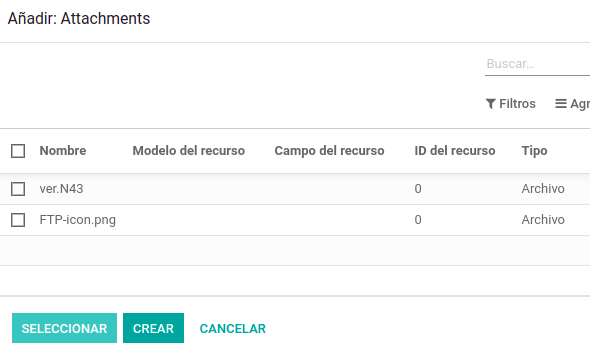 Añadir: Attachments
Buscar...
Filtros Agr
Nombre Modelo del recurso Campo del recurso ID del recurso Tipo
ver.N43 0 Archivo
FTP-icon.png 0 Archivo
SELECCIONAR CREAR CANCELAR